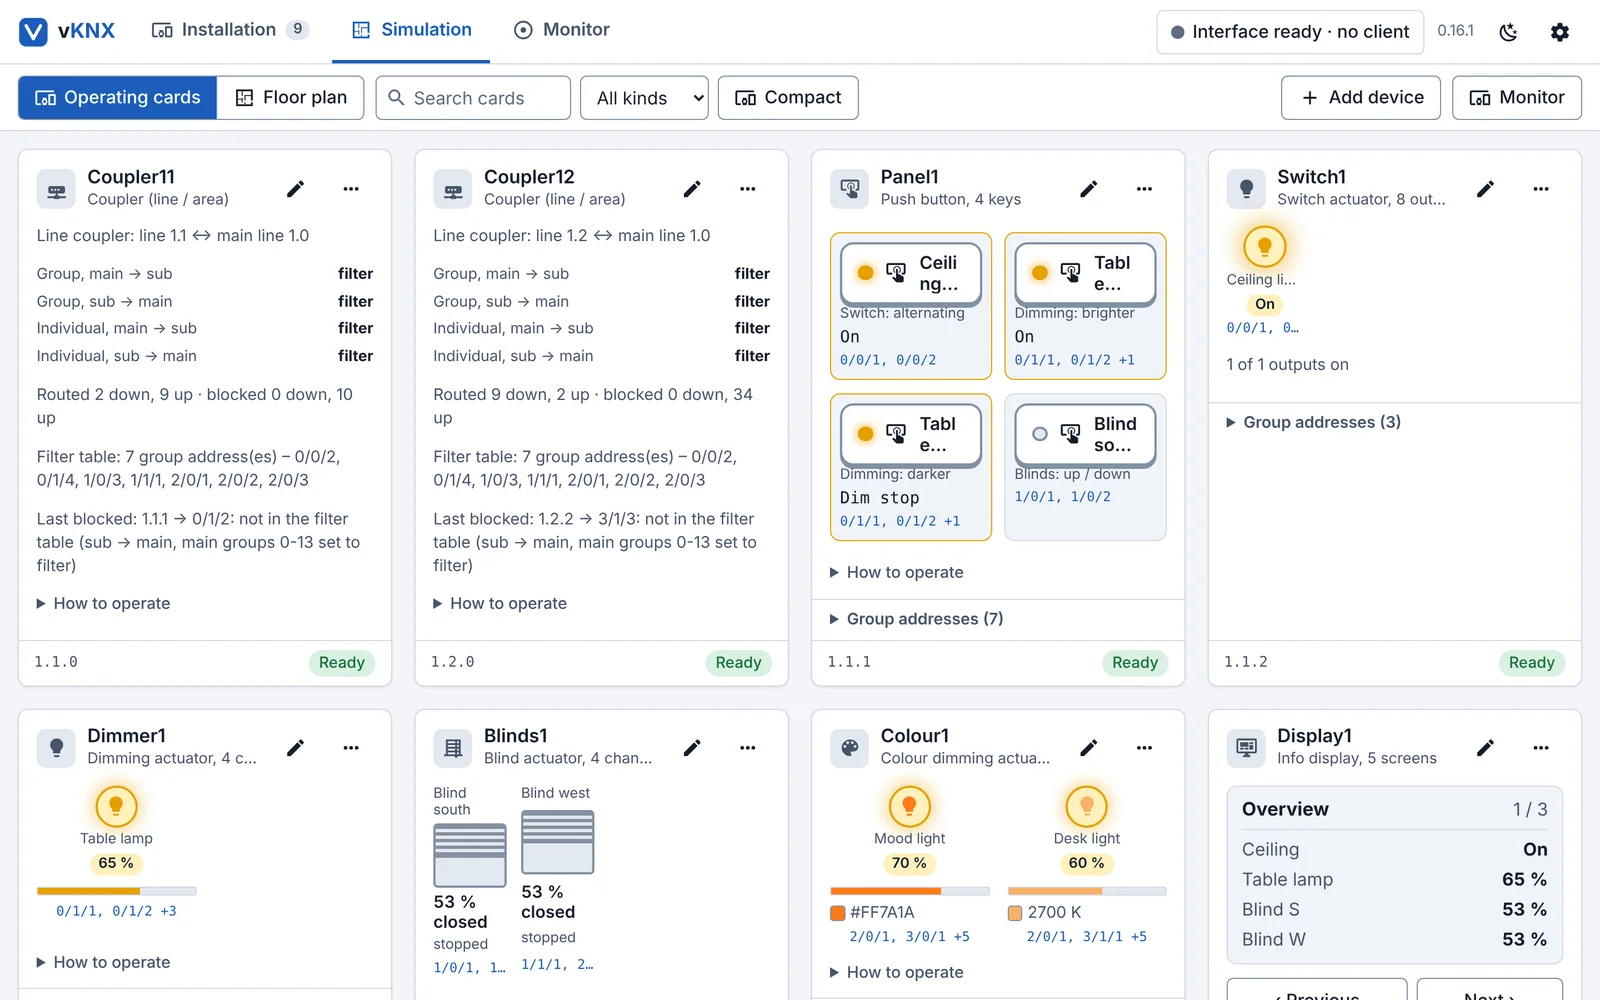 vKNX
Installation 9
Simulation
Monitor
Interface ready · no client
0.16.1
Operating cards
Floor plan
Search cards
All kinds
Compact
+ Add device
Monitor
Coupler11
Coupler (line / area)
Line coupler: line 1.1 ↔ main line 1.0
Group, main → sub filter
Group, sub → main filter
Individual, main → sub filter
Individual, sub → main filter
Routed 2 down, 9 up · blocked 0 down, 10
up
Filter table: 7 group address(es) – 0/0/2,
0/1/4, 1/0/3, 1/1/1, 2/0/1, 2/0/2, 2/0/3
Last blocked: 1.1.1 → 0/1/2: not in the filter
table (sub → main, main groups 0-13 set to
filter)
How to operate
1.1.0 Ready
Coupler12
Coupler (line / area)
Line coupler: line 1.2 ↔ main line 1.0
Group, main → sub filter
Group, sub → main filter
Individual, main → sub filter
Individual, sub → main filter
Routed 9 down, 2 up · blocked 0 down, 34
up
Filter table: 7 group address(es) – 0/0/2,
0/1/4, 1/0/3, 1/1/1, 2/0/1, 2/0/2, 2/0/3
Last blocked: 1.2.2 → 3/1/3: not in the filter
table (sub → main, main groups 0-13 set to
filter)
How to operate
1.2.0 Ready
Panel1
Push button, 4 keys
Ceili
ng...
Switch: alternating
On
0/0/1, 0/0/2
Tabl
e...
Dimming: brighter
On
0/1/1, 0/1/2 +1
Tabl
e...
Dimming: darker
Dim stop
0/1/1, 0/1/2 +1
Blind
so...
Blinds: up / down
1/0/1, 1/0/2
How to operate
Group addresses (7)
1.1.1 Ready
Switch1
Switch actuator, 8 out...
Ceiling li...
On
0/0/1, 0...
1 of 1 outputs on
Group addresses (3)
1.1.2 Ready
Dimmer1
Dimming actuator, 4 c...
Table lamp
65 %
0/1/1, 0/1/2 +3
How to operate
Blinds1
Blind actuator, 4 chan...
Blind
south
53 %
closed
stopped
1/0/1, 1...
Blind west
53 %
closed
stopped
1/1/1, 2...
Colour1
Colour dimming actua...
Mood light
70 %
#FF7A1A
2/0/1, 3/0/1 +5
Desk light
60 %
2700 K
2/0/1, 3/1/1 +5
How to operate
Display1
Info display, 5 screens
Overview 1 / 3
Ceiling On
Table lamp 65 %
Blind S 53 %
Blind W 53 %
‹ Previous
Next ›